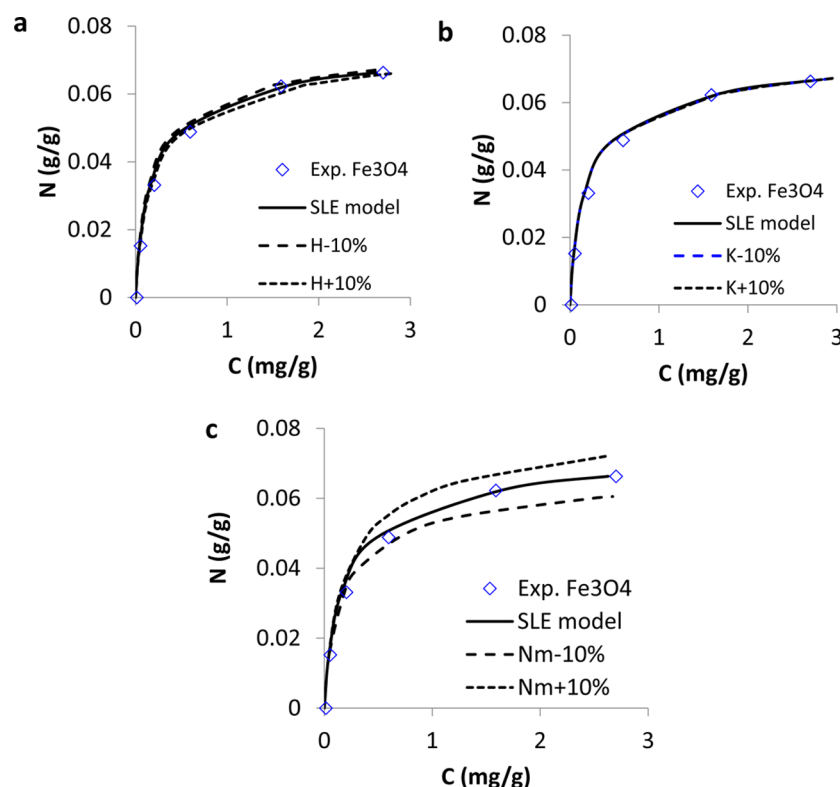 a
0.08
0.06
0.04
0.02
0
N (g/g)
Exp. Fe3O4
SLE model
H-10%
H+10%
0 1 2 3
C (mg/g)
b
0.08
0.06
0.04
0.02
0
N (g/g)
Exp. Fe3O4
SLE model
K-10%
K+10%
0 1 2 3
C (mg/g)
c
0.08
0.06
0.04
0.02
0
N (g/g)
Exp. Fe3O4
SLE model
Nm-10%
Nm+10%
0 1 2 3
C (mg/g)